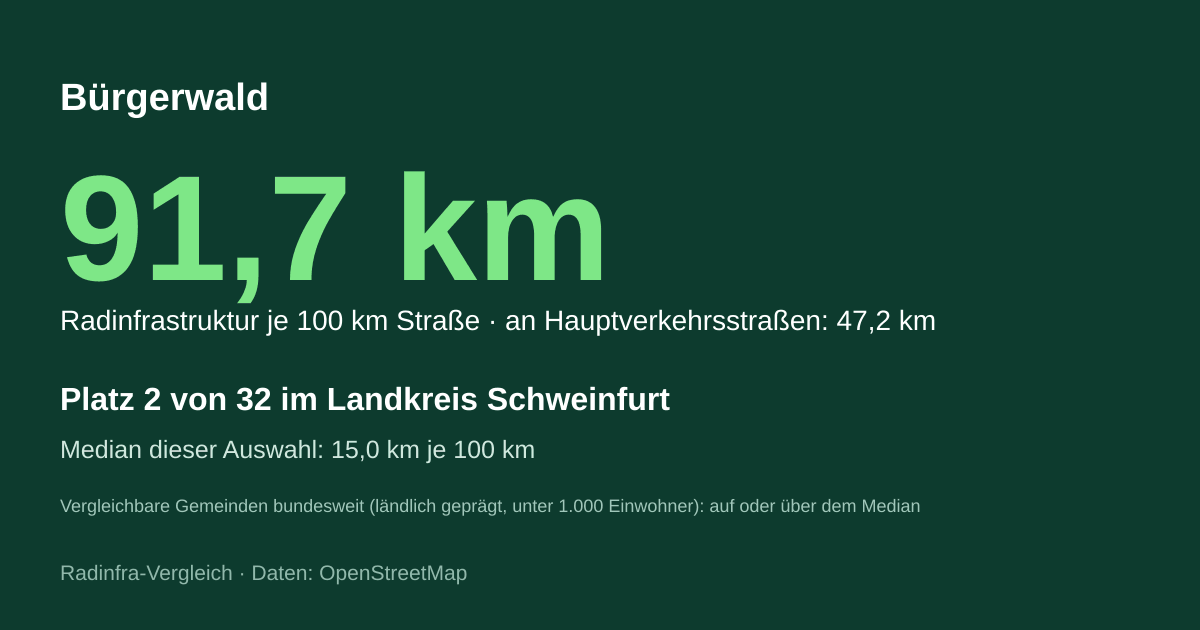 Bürgerwald
91,7 km
Radinfrastruktur je 100 km Straße · an Hauptverkehrsstraßen: 47,2 km
Platz 2 von 32 im Landkreis Schweinfurt
Median dieser Auswahl: 15,0 km je 100 km
Vergleichbare Gemeinden bundesweit (ländlich geprägt, unter 1.000 Einwohner): auf oder über dem Median
Radinfra-Vergleich · Daten: OpenStreetMap